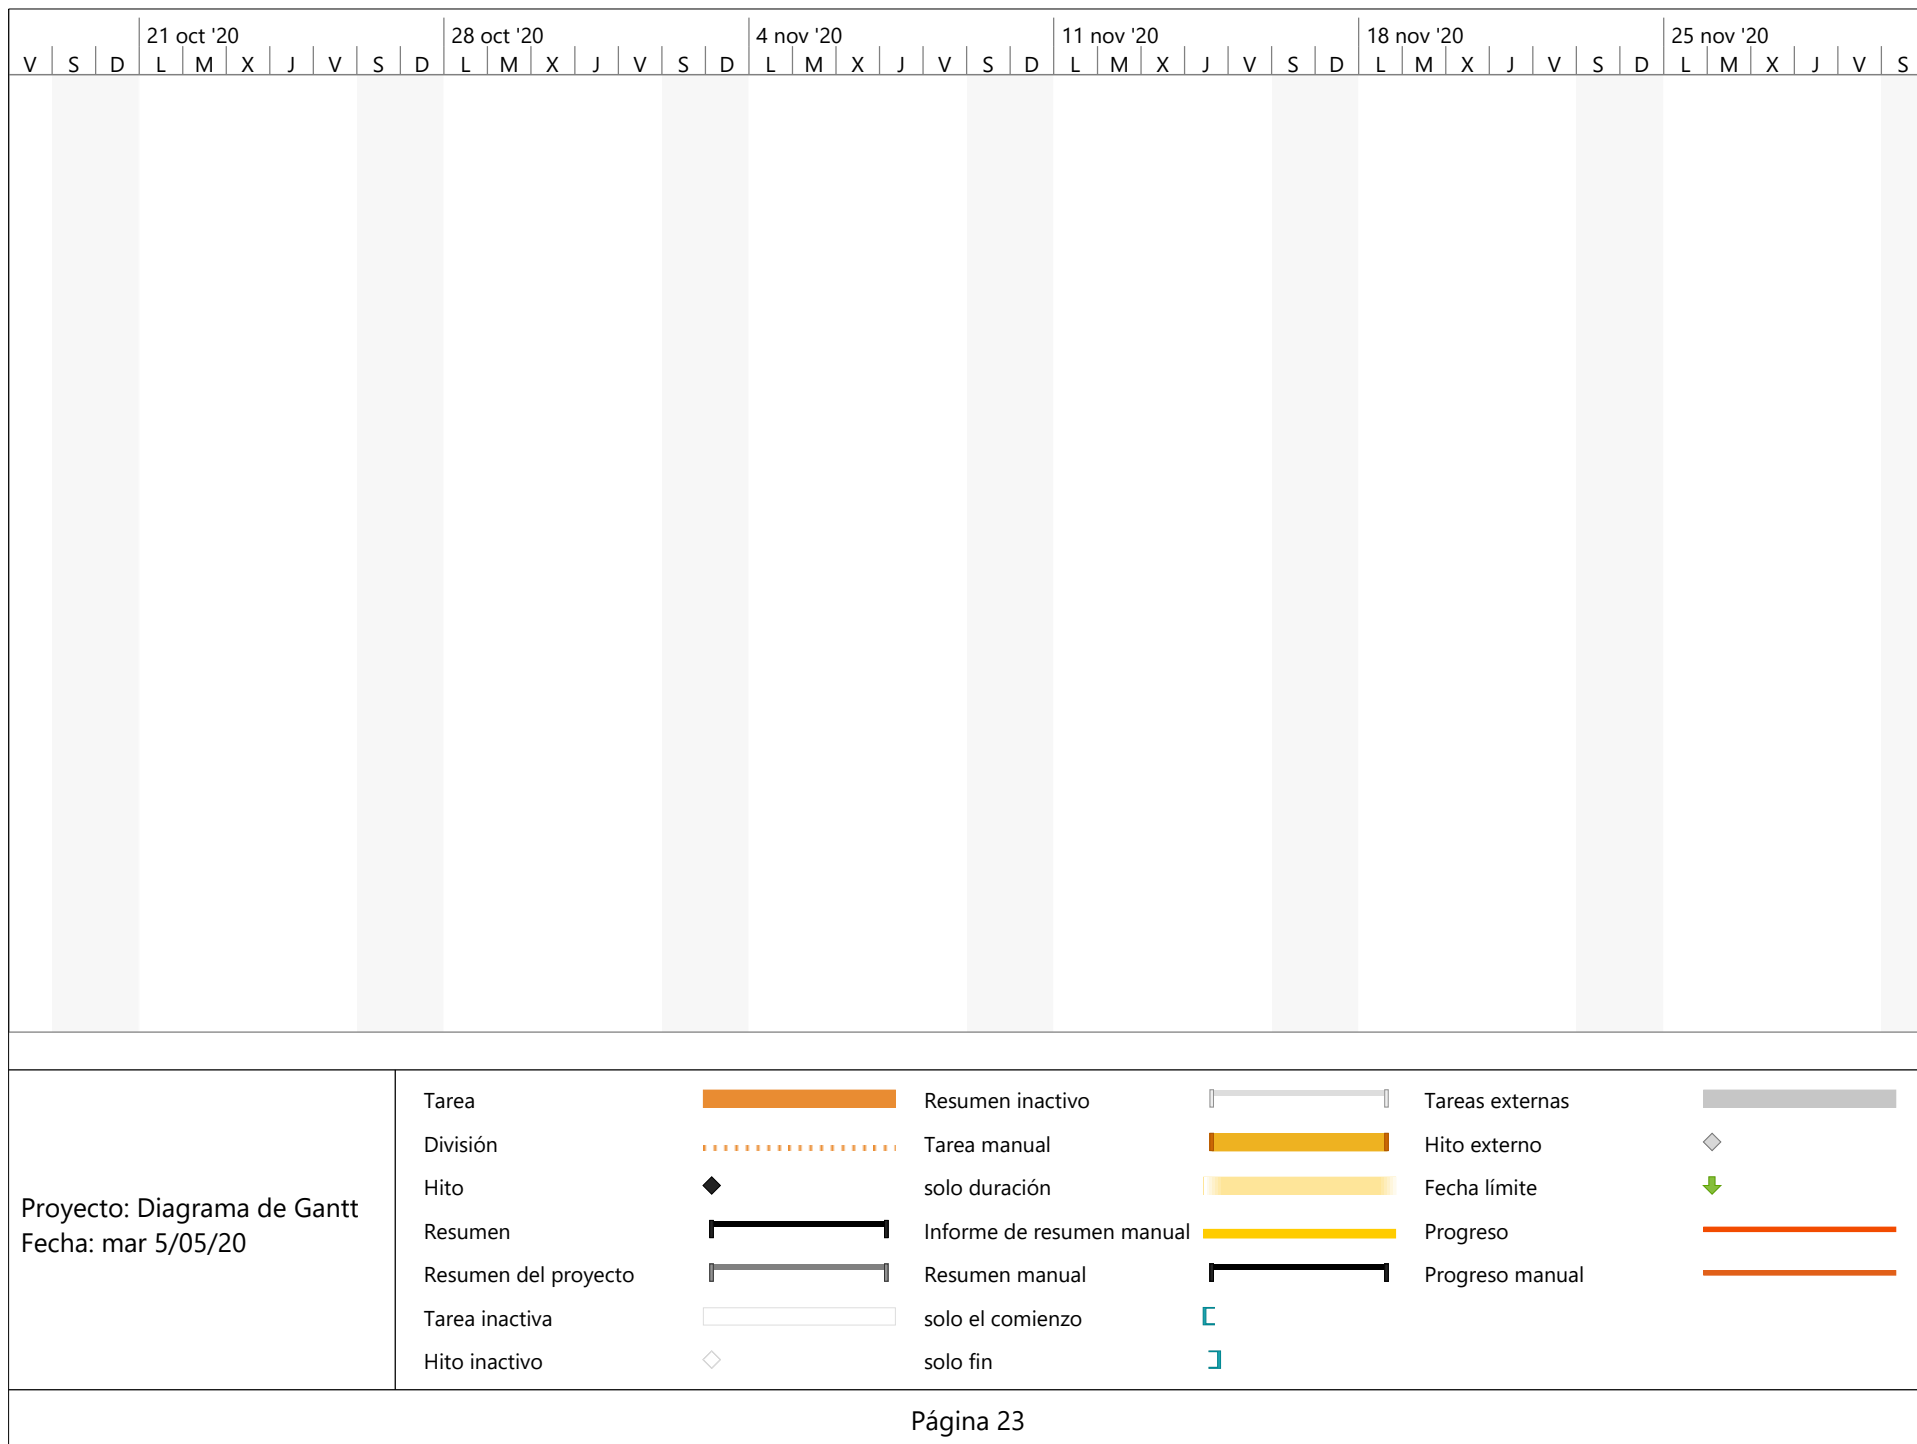 21 oct '20 28 oct '20 4 nov '20 11 nov '20 18 nov '20 25 nov '20
V S D L M X J V S D L M X J V S D L M X J V S D L M X J V S D L M X J V S D L M X J V S
Proyecto: Diagrama de Gantt
Fecha: mar 5/05/20
Tarea
División
Hito
Resumen
Resumen del proyecto
Tarea inactiva
Hito inactivo
Resumen inactivo
Tarea manual
solo duración
Informe de resumen manual
Resumen manual
solo el comienzo
solo fin
Tareas externas
Hito externo
Fecha límite
Progreso
Progreso manual
Página 23